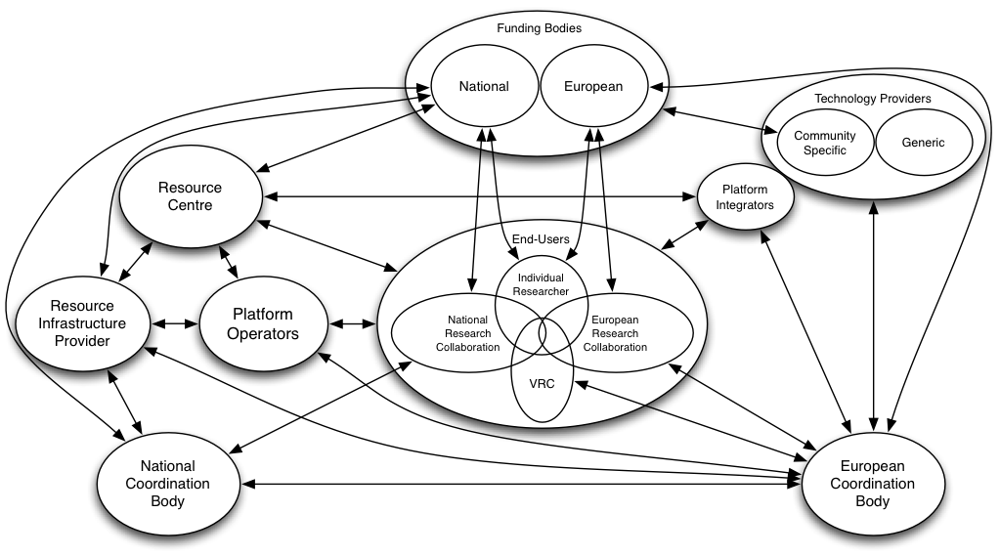 Funding Bodies
National
European
Technology Providers
Community
Specific
Generic
Resource
Centre
Platform
Integrators
End-Users
Individual
Researcher
Resource
Infrastructure
Provider
Platform
Operators
National
Research
Collaboration
European
Research
Collaboration
VRC
National
Coordination
Body
European
Coordination
Body